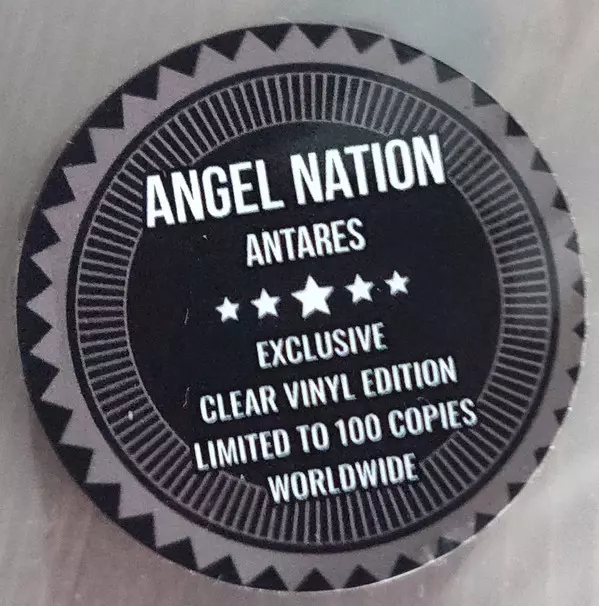 ANGEL NATION
ANTARES
EXCLUSIVE
CLEAR VINYL EDITION
LIMITED TO 100 COPIES
WORLDWIDE